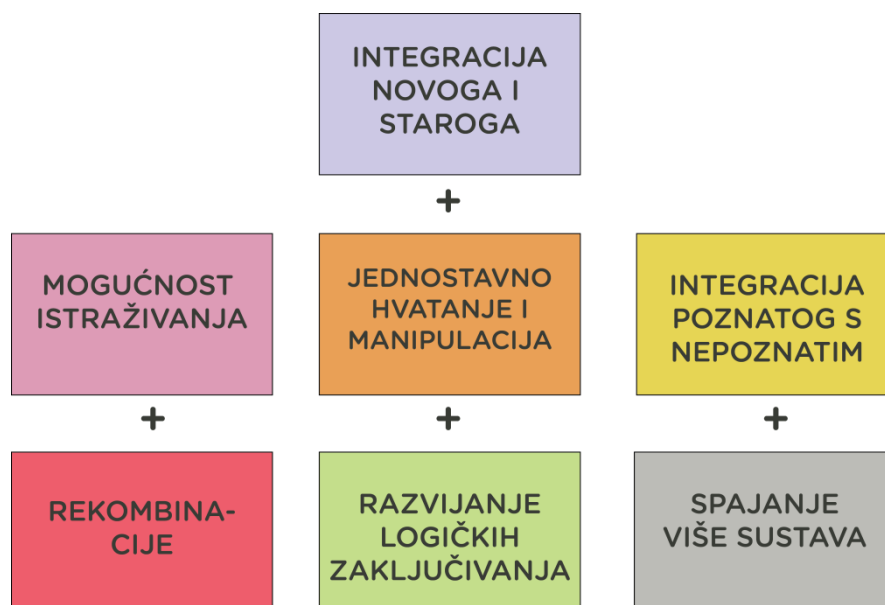 INTEGRACIJA
NOVOGA I
STAROGA
+
MOGUĆNOST
ISTRAŽIVANJA
JEDNOSTAVNO
HVATANJE I
MANIPULACIJA
INTEGRACIJA
POZNATOG S
NEPOZNATIM
+
+
+
REKOMBINA-
CIJE
RAZVIJANJE
LOGIČKIH
ZAKLJUČIVANJA
SPAJANJE
VIŠE SUSTAVA